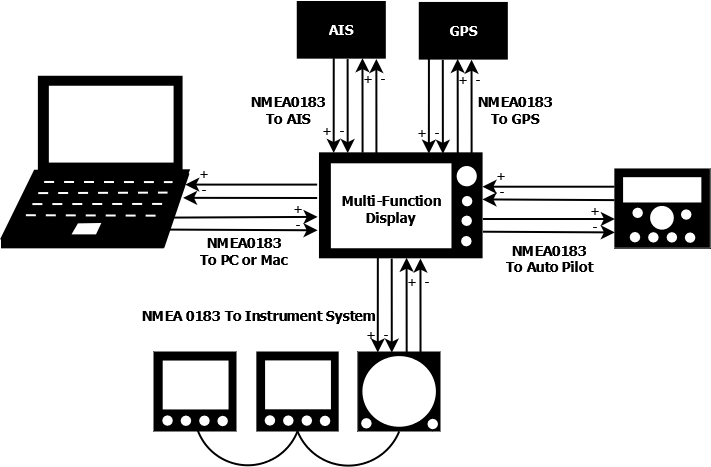 AIS
GPS
+ -
+ -
NMEA0183
To AIS
NMEA0183
To GPS
+ -
+ -
+
-
Multi-Function
Display
+
-
+
-
+
-
NMEA0183
To PC or Mac
NMEA0183
To Auto Pilot
+ -
NMEA 0183 To Instrument System
+ -